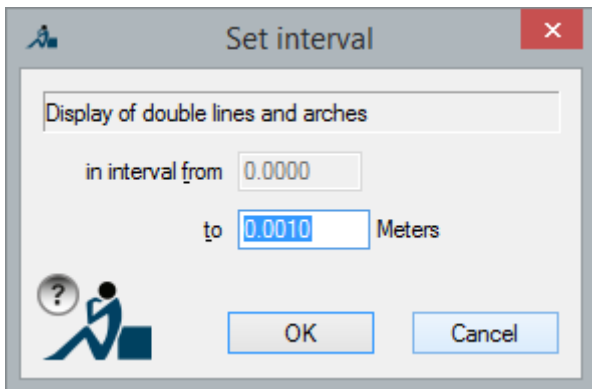 Set interval
Display of double lines and arches
in interval from 0.0000
to 0.0010 Meters
?
OK Cancel